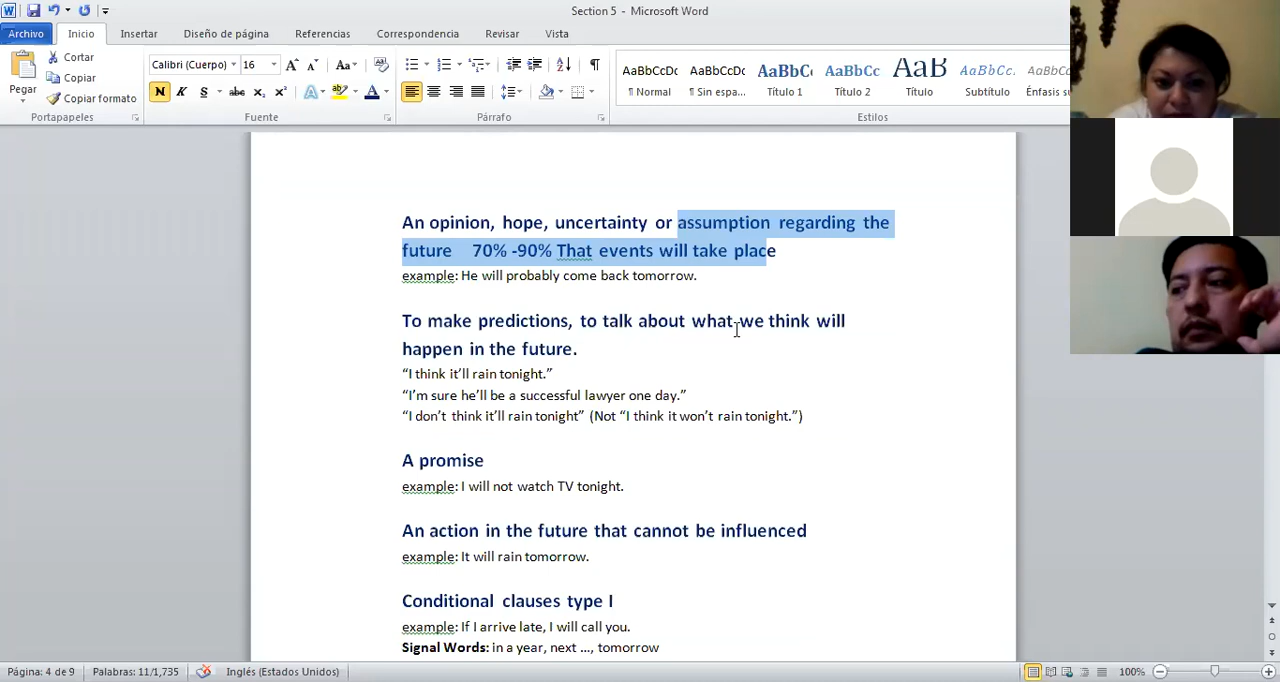 Section 5 - Microsoft Word
Archivo Inicio Insertar Diseño de página Referencias Correspondencia Revisar Vista
Pegar
Cortar
Copiar
Copiar formato
Portapapeles
Calibri (Cuerpo) 16
Fuente
Párrafo
AaBbCcDc AaBbCcDc AaBbC( AaBbCc AaB AaBbCc. AaBbCcDc
¶ Normal ¶ Sin espa... Título 1 Título 2 Título Subtítulo Énfasis su
Estilos
An opinion, hope, uncertainty or assumption regarding the
future 70% -90% That events will take place
example: He will probably come back tomorrow.
To make predictions, to talk about what we think will
happen in the future.
“I think it’ll rain tonight.”
“I’m sure he’ll be a successful lawyer one day.”
“I don’t think it’ll rain tonight” (Not “I think it won’t rain tonight.”)
A promise
example: I will not watch TV tonight.
An action in the future that cannot be influenced
example: It will rain tomorrow.
Conditional clauses type I
example: If I arrive late, I will call you.
Signal Words: in a year, next ..., tomorrow
Página: 4 de 9 Palabras: 11/1,735 Inglés (Estados Unidos) 100%